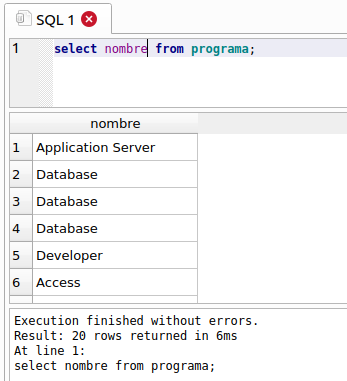 SQL 1
1 select nombre from programa;
nombre
1 Application Server
2 Database
3 Database
4 Database
5 Developer
6 Access
Execution finished without errors.
Result: 20 rows returned in 6ms
At line 1:
select nombre from programa;